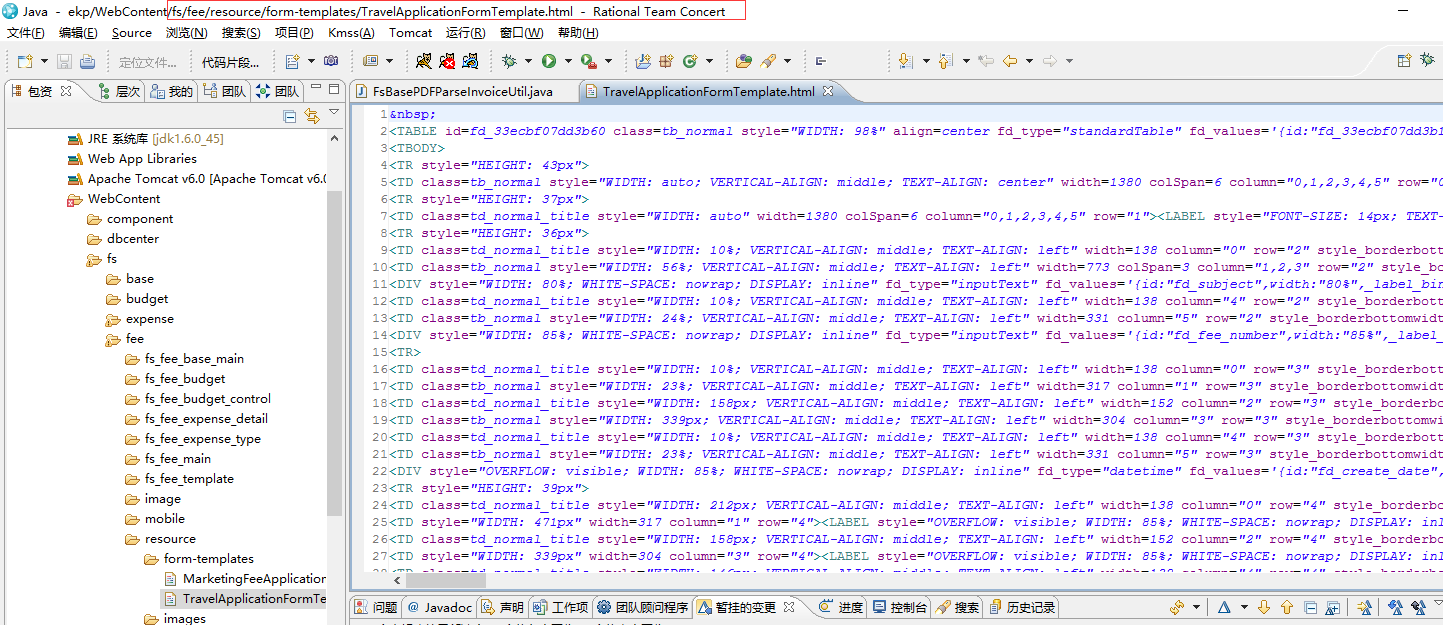 Java - ekp/WebContent/fs/fee/resource/form-templates/TravelApplicationFormTemplate.html - Rational Team Concert
文件(F) 编辑(E) Source 浏览(N) 搜索(S) 项目(P) Kmss(A) Tomcat 运行(R) 窗口(W) 帮助(H)
定位文件... 代码片段...
包资 层次 我的 团队 团队
JRE 系统库 [jdk1.6.0_45]
Web App Libraries
Apache Tomcat v6.0 [Apache Tomcat v6.0
WebContent
component
dbcenter
fs
base
budget
expense
fee
fs_fee_base_main
fs_fee_budget
fs_fee_budget_control
fs_fee_expense_detail
fs_fee_expense_type
fs_fee_main
fs_fee_template
image
mobile
resource
form-templates
MarketingFeeApplication
TravelApplicationFormTe
images
FsBasePDFParseInvoiceUtil.java TravelApplicationFormTemplate.html
1 &nbsp;
2 <TABLE id=fd_33ecbf07dd3b60 class=tb_normal style="WIDTH: 98%" align=center fd_type="standardTable" fd_values='{id:"fd_33ecbf07dd3b
3 <TBODY>
4 <TR style="HEIGHT: 43px">
5 <TD class=tb_normal style="WIDTH: auto; VERTICAL-ALIGN: middle; TEXT-ALIGN: center" width=1380 colSpan=6 column="0,1,2,3,4,5" row="0
6 <TR style="HEIGHT: 37px">
7 <TD class=td_normal_title style="WIDTH: auto" width=1380 colSpan=6 column="0,1,2,3,4,5" row="1"><LABEL style="FONT-SIZE: 14px; TEXT-
8 <TR style="HEIGHT: 36px">
9 <TD class=td_normal_title style="WIDTH: 10%; VERTICAL-ALIGN: middle; TEXT-ALIGN: left" width=138 column="0" row="2" style_borderbott
10 <TD class=tb_normal style="WIDTH: 56%; VERTICAL-ALIGN: middle; TEXT-ALIGN: left" width=773 colSpan=3 column="1,2,3" row="2" style_bo
11 <DIV style="WIDTH: 80%; WHITE-SPACE: nowrap; DISPLAY: inline" fd_type="inputText" fd_values='{id:"fd_subject",width:"80%",_label_bin
12 <TD class=td_normal_title style="WIDTH: 10%; VERTICAL-ALIGN: middle; TEXT-ALIGN: left" width=138 column="4" row="2" style_borderbott
13 <TD class=tb_normal style="WIDTH: 24%; VERTICAL-ALIGN: middle; TEXT-ALIGN: left" width=331 column="5" row="2" style_borderbottomwidt
14 <DIV style="WIDTH: 85%; WHITE-SPACE: nowrap; DISPLAY: inline" fd_type="inputText" fd_values='{id:"fd_fee_number",width:"85%",_label_
15 <TR>
16 <TD class=td_normal_title style="WIDTH: 10%; VERTICAL-ALIGN: middle; TEXT-ALIGN: left" width=138 column="0" row="3" style_borderbott
17 <TD class=tb_normal style="WIDTH: 23%; VERTICAL-ALIGN: middle; TEXT-ALIGN: left" width=317 column="1" row="3" style_borderbottomwidt
18 <TD class=td_normal_title style="WIDTH: 158px; VERTICAL-ALIGN: middle; TEXT-ALIGN: left" width=152 column="2" row="3" style_borderbo
19 <TD class=tb_normal style="WIDTH: 339px; VERTICAL-ALIGN: middle; TEXT-ALIGN: left" width=304 column="3" row="3" style_borderbottomwi
20 <TD class=td_normal_title style="WIDTH: 10%; VERTICAL-ALIGN: middle; TEXT-ALIGN: left" width=138 column="4" row="3" style_borderbott
21 <TD class=tb_normal style="WIDTH: 23%; VERTICAL-ALIGN: middle; TEXT-ALIGN: left" width=331 column="5" row="3" style_borderbottomwidt
22 <DIV style="OVERFLOW: visible; WIDTH: 85%; WHITE-SPACE: nowrap; DISPLAY: inline" fd_type="datetime" fd_values='{id:"fd_create_date",
23 <TR style="HEIGHT: 39px">
24 <TD class=td_normal_title style="WIDTH: 212px; VERTICAL-ALIGN: middle; TEXT-ALIGN: left" width=138 column="0" row="4" style_borderbo
25 <TD style="WIDTH: 471px" width=317 column="1" row="4"><LABEL style="OVERFLOW: visible; WIDTH: 85%; WHITE-SPACE: nowrap; DISPLAY: inl
26 <TD class=td_normal_title style="WIDTH: 158px; VERTICAL-ALIGN: middle; TEXT-ALIGN: left" width=152 column="2" row="4" style_borderbo
27 <TD style="WIDTH: 339px" width=304 column="3" row="4"><LABEL style="OVERFLOW: visible; WIDTH: 85%; WHITE-SPACE: nowrap; DISPLAY: inl
问题 @ Javadoc 声明 工作项 团队顾问程序 暂挂的变更 进度 控制台 搜索 历史记录